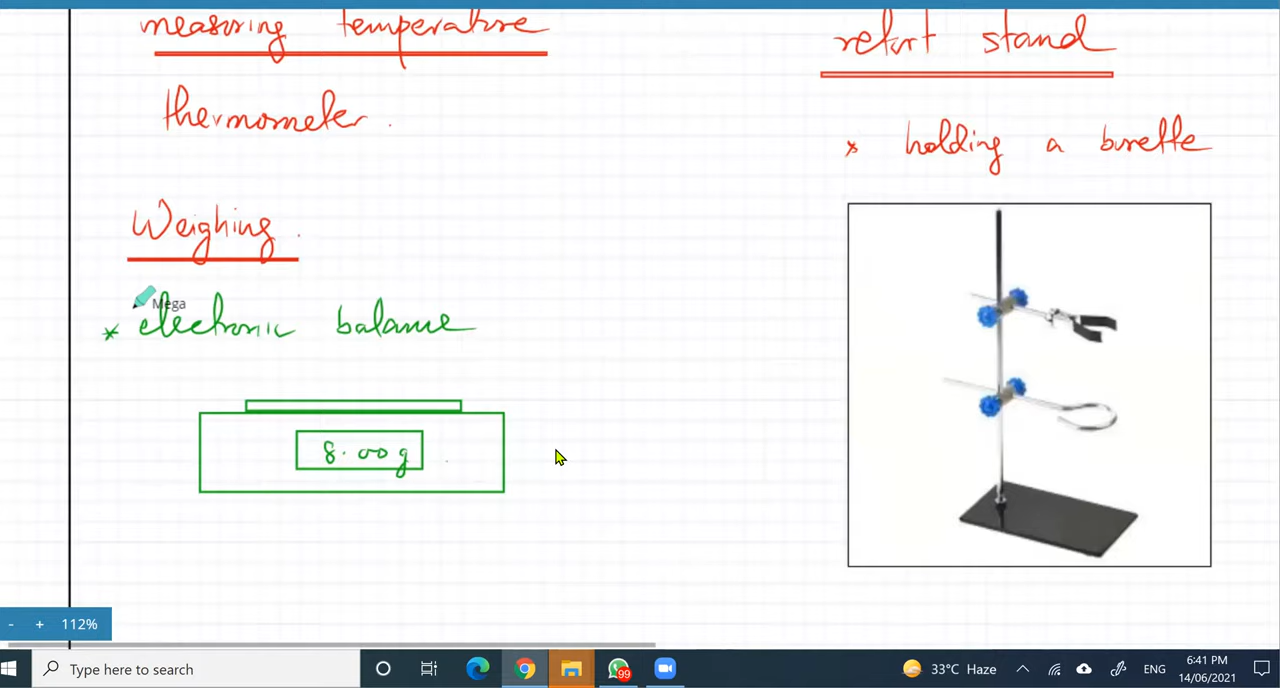 measuring temperature
thermometer.
Weighing.
Mega
* electronic balance
8.00g
retort stand
* holding a burette
- + 112%
Type here to search
99
33°C Haze
ENG
6:41 PM
14/06/2021